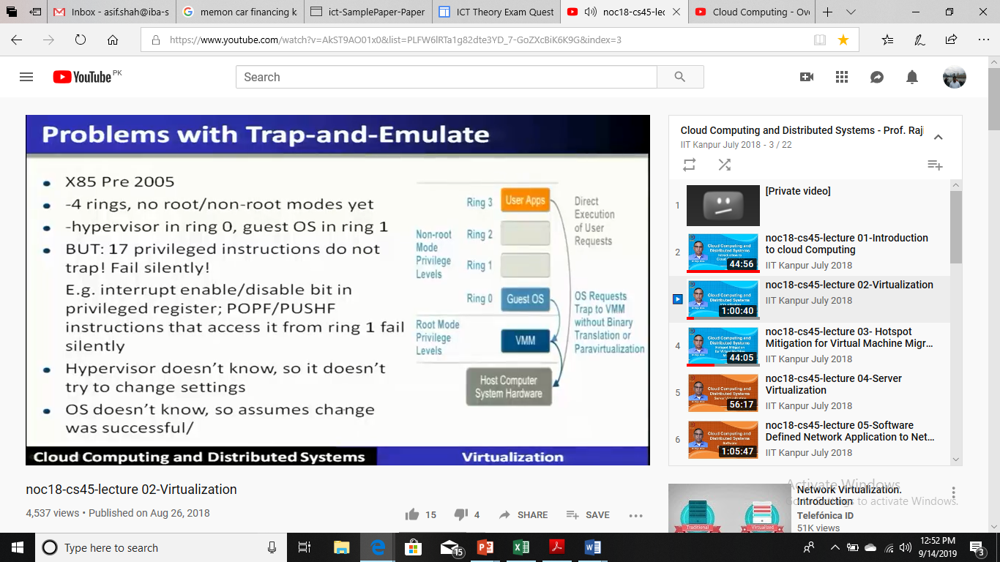 Inbox - asif.shah@iba-s
memon car financing k
ict-SamplePaper-Paper
ICT Theory Exam Quest
noc18-cs45-lec
Cloud Computing - Ov
https://www.youtube.com/watch?v=AkST9AO01x0&list=PLFW6lRTa1g82dte3YD_7-GoZXcBiK6K9G&index=3
YouTube PK
Search
Problems with Trap-and-Emulate
• X85 Pre 2005
• -4 rings, no root/non-root modes yet
• -hypervisor in ring 0, guest OS in ring 1
• BUT: 17 privileged instructions do not
trap! Fail silently!
E.g. interrupt enable/disable bit in
privileged register; POPF/PUSHF
instructions that access it from ring 1 fail
silently
• Hypervisor doesn't know, so it doesn't
try to change settings
• OS doesn't know, so assumes change
was successful/
Ring 3
User Apps
Direct
Execution
of User
Requests
Non-root
Mode
Privilege
Levels
Ring 2
Ring 1
Ring 0
Guest OS
OS Requests
Trap to VMM
without Binary
Translation or
Paravirtualization
Root Mode
Privilege
Levels
VMM
Host Computer
System Hardware
Cloud Computing and Distributed Systems
Virtualization
noc18-cs45-lecture 02-Virtualization
4,537 views • Published on Aug 26, 2018
15
4
SHARE
SAVE
Cloud Computing and Distributed Systems - Prof. Raji
IIT Kanpur July 2018 - 3 / 22
1
[Private video]
2
44:56
noc18-cs45-lecture 01-Introduction
to cloud Computing
IIT Kanpur July 2018
1:00:40
noc18-cs45-lecture 02-Virtualization
IIT Kanpur July 2018
4
44:05
noc18-cs45-lecture 03- Hotspot
Mitigation for Virtual Machine Migr...
IIT Kanpur July 2018
5
56:17
noc18-cs45-lecture 04-Server
Virtualization
IIT Kanpur July 2018
6
1:05:47
noc18-cs45-lecture 05-Software
Defined Network Application to Net...
IIT Kanpur July 2018
Traditional
Virtualized
Network Virtualization.
Introduction
Telefónica ID
51K views
Activate Windows
Go to Settings to activate Windows.
Type here to search
15
12:52 PM
9/14/2019
3